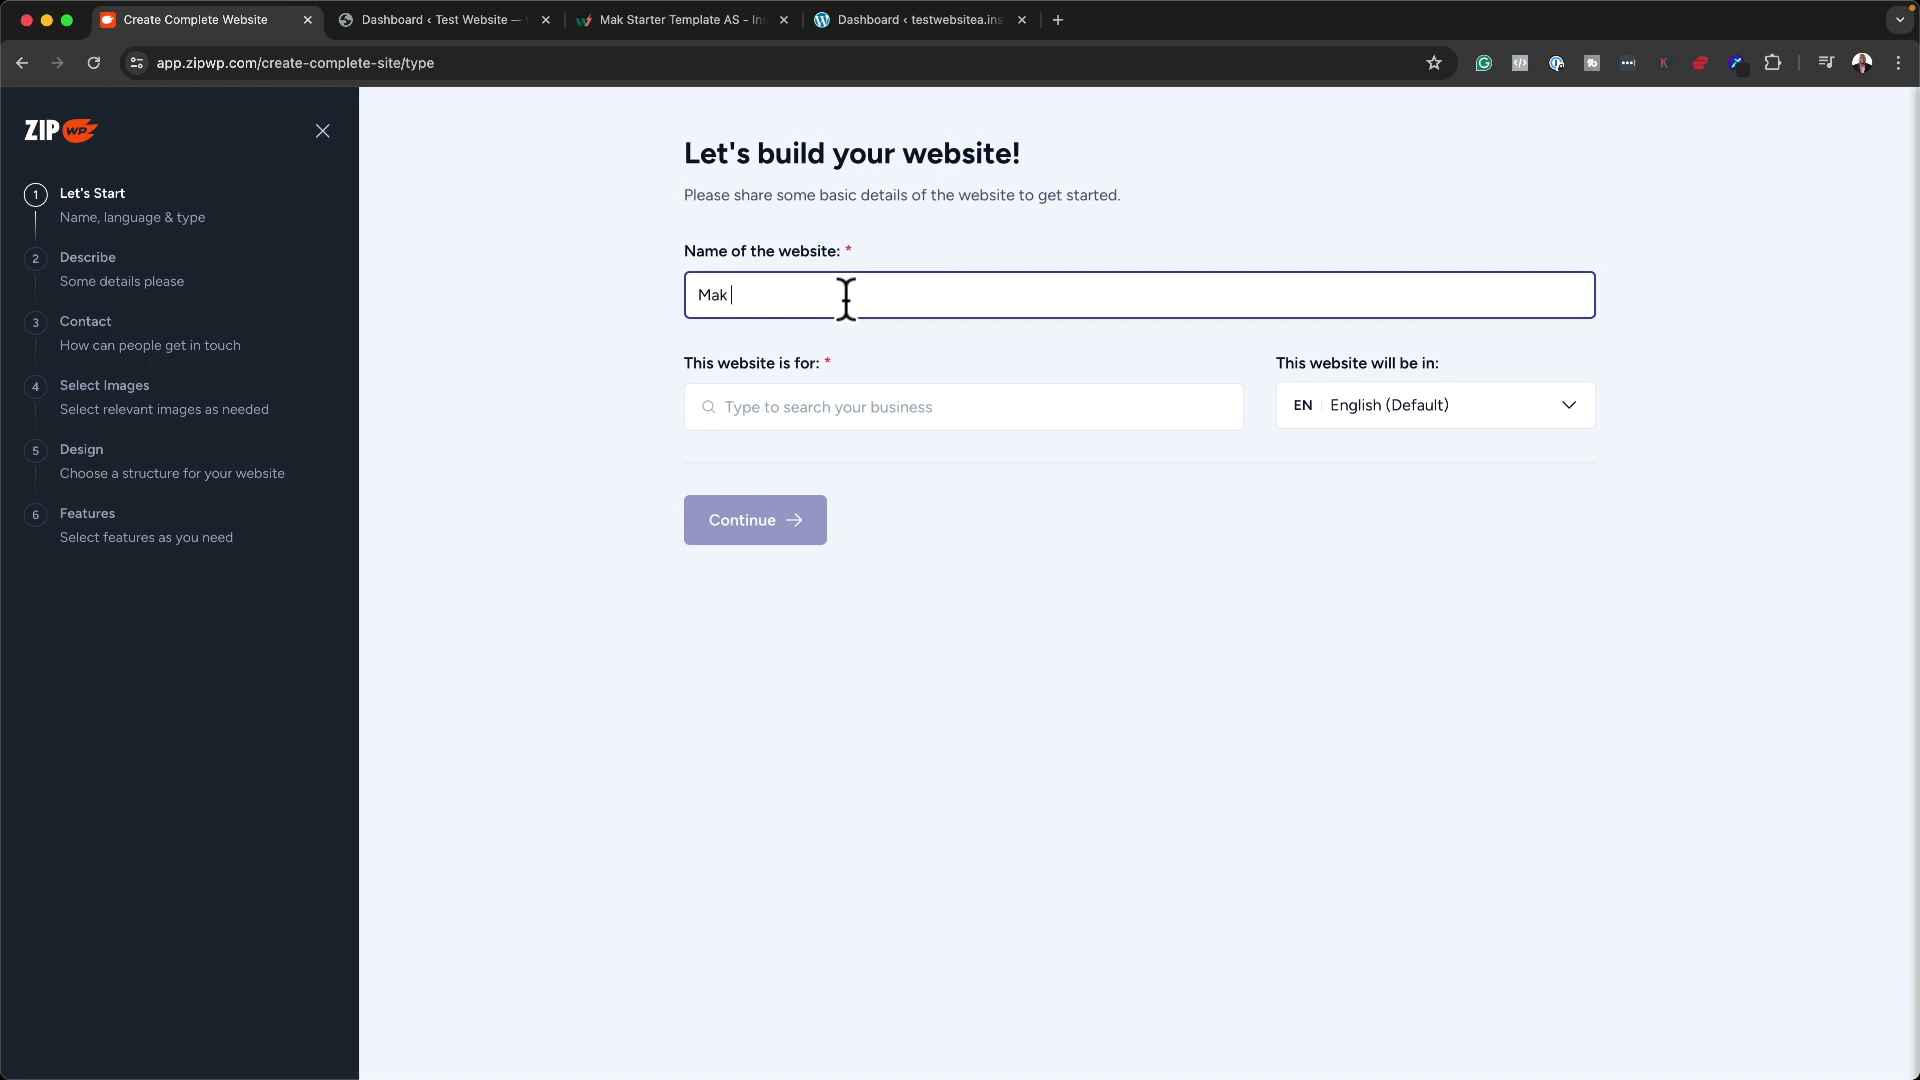 Create Complete Website
Dashboard ‹ Test Website —
Mak Starter Template AS - Ins
Dashboard ‹ testwebsitea.ins
app.zipwp.com/create-complete-site/type
ZIP WP
1
Let's Start
Name, language & type
2
Describe
Some details please
3
Contact
How can people get in touch
4
Select Images
Select relevant images as needed
5
Design
Choose a structure for your website
6
Features
Select features as you need
Let's build your website!
Please share some basic details of the website to get started.
Name of the website: *
Mak
This website is for: *
Type to search your business
This website will be in:
EN English (Default)
Continue